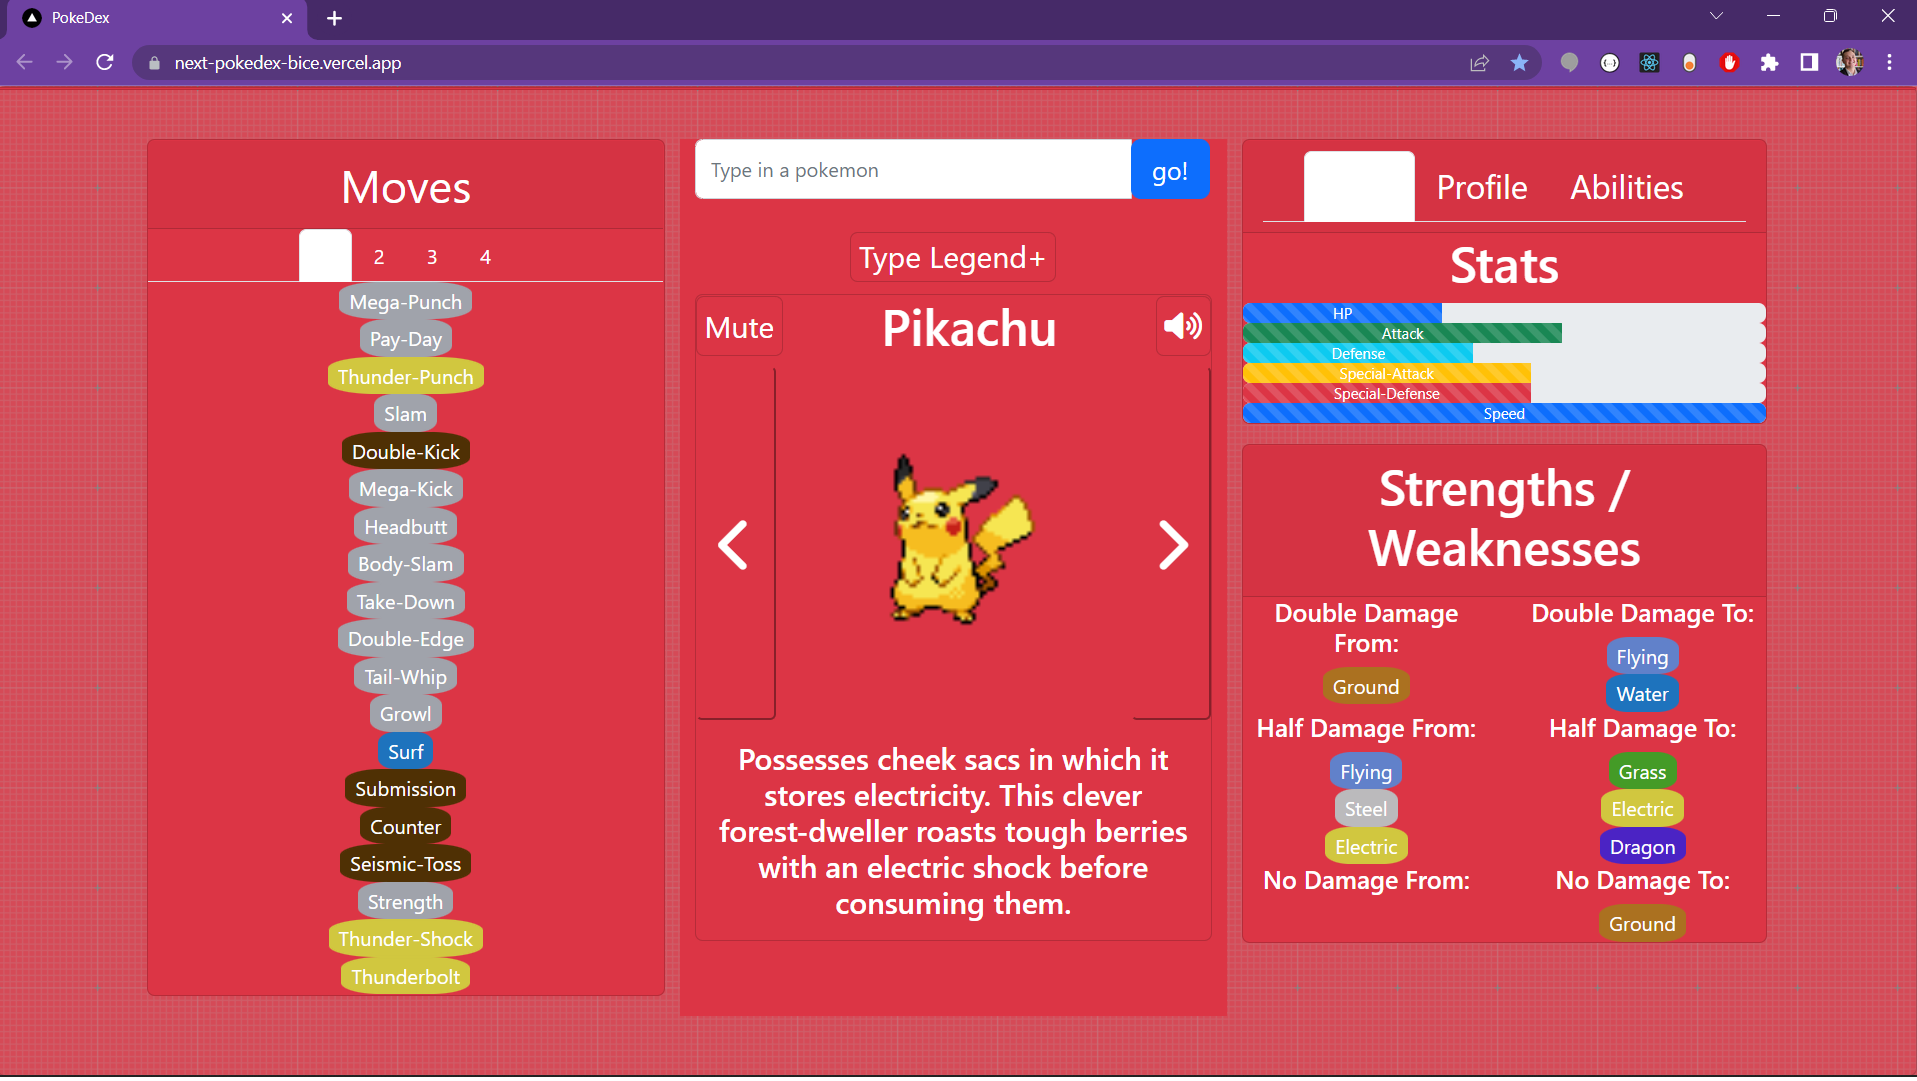 PokeDex
next-pokedex-bice.vercel.app
Moves
2 3 4
Mega-Punch
Pay-Day
Thunder-Punch
Slam
Double-Kick
Mega-Kick
Headbutt
Body-Slam
Take-Down
Double-Edge
Tail-Whip
Growl
Surf
Submission
Counter
Seismic-Toss
Strength
Thunder-Shock
Thunderbolt
Type in a pokemon
go!
Type Legend+
Mute
Pikachu
Possesses cheek sacs in which it
stores electricity. This clever
forest-dweller roasts tough berries
with an electric shock before
consuming them.
Profile Abilities
Stats
HP
Attack
Defense
Special-Attack
Special-Defense
Speed
Strengths /
Weaknesses
Double Damage
From:
Ground
Double Damage To:
Flying
Water
Half Damage From:
Flying
Steel
Electric
Half Damage To:
Grass
Electric
Dragon
No Damage From:
No Damage To:
Ground